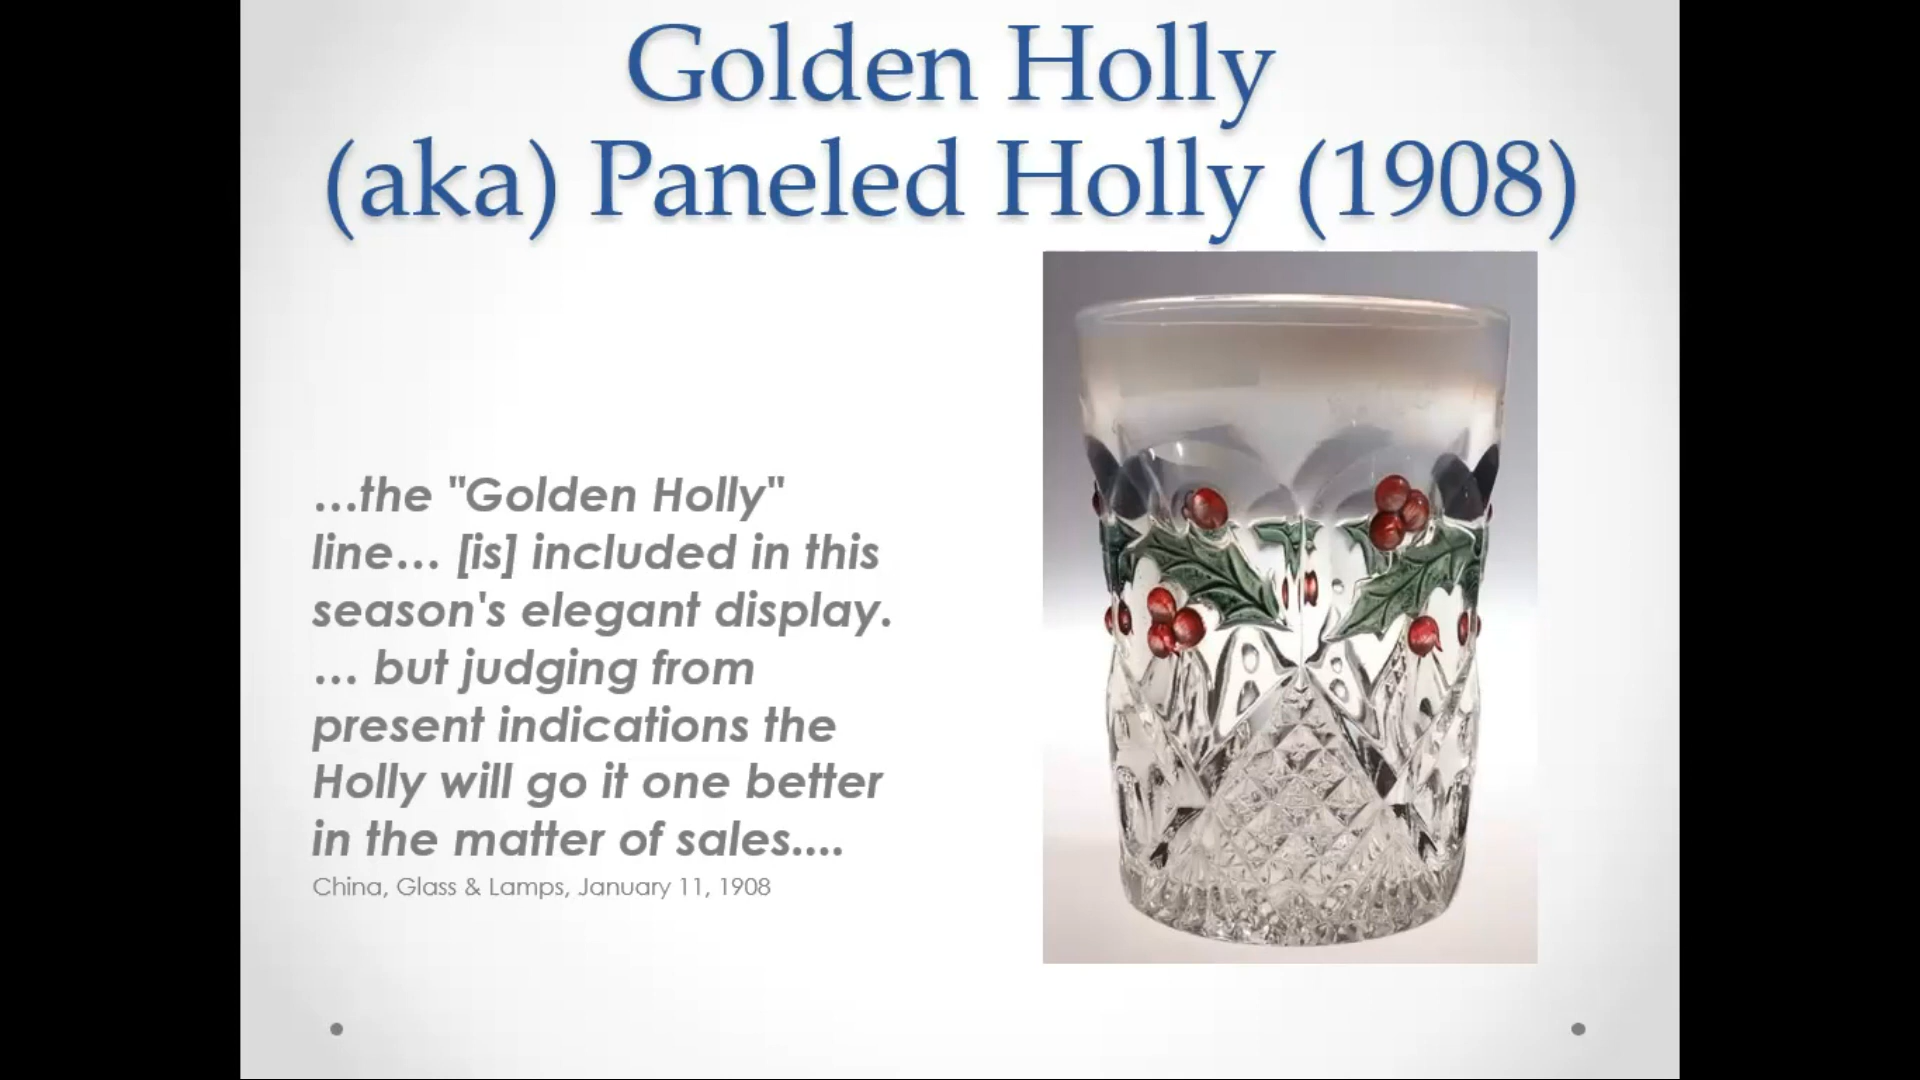 Golden Holly
(aka) Paneled Holly (1908)
...the "Golden Holly"
line... [is] included in this
season's elegant display.
... but judging from
present indications the
Holly will go it one better
in the matter of sales....
China, Glass & Lamps, January 11, 1908